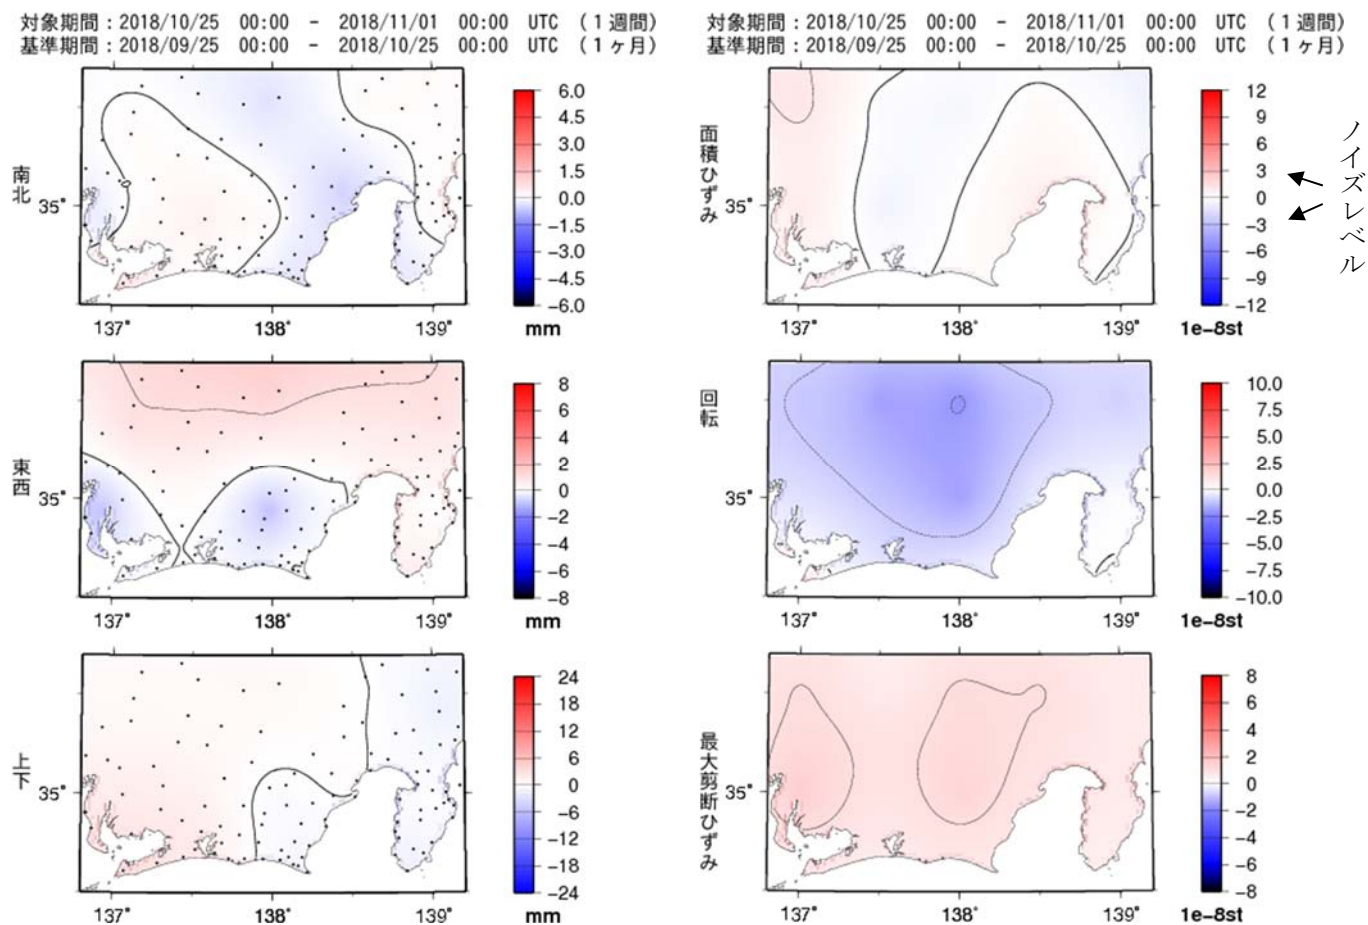 対象期間：2018/10/25 00:00 － 2018/11/01 00:00 UTC （１週間）
基準期間：2018/09/25 00:00 － 2018/10/25 00:00 UTC （１ヶ月）
南北
35°
137° 138° 139°
6.0
4.5
3.0
1.5
0.0
−1.5
−3.0
−4.5
−6.0
mm
東西
35°
137° 138° 139°
8
6
4
2
0
−2
−4
−6
−8
mm
上下
35°
137° 138° 139°
24
18
12
6
0
−6
−12
−18
−24
mm
対象期間：2018/10/25 00:00 － 2018/11/01 00:00 UTC （１週間）
基準期間：2018/09/25 00:00 － 2018/10/25 00:00 UTC （１ヶ月）
面積ひずみ
35°
137° 138° 139°
12
9
6
3
0
−3
−6
−9
−12
1e−8st
ノイズレベル
回転
35°
137° 138° 139°
10.0
7.5
5.0
2.5
0.0
−2.5
−5.0
−7.5
−10.0
1e−8st
最大剪断ひずみ
35°
137° 138° 139°
8
6
4
2
0
−2
−4
−6
−8
1e−8st